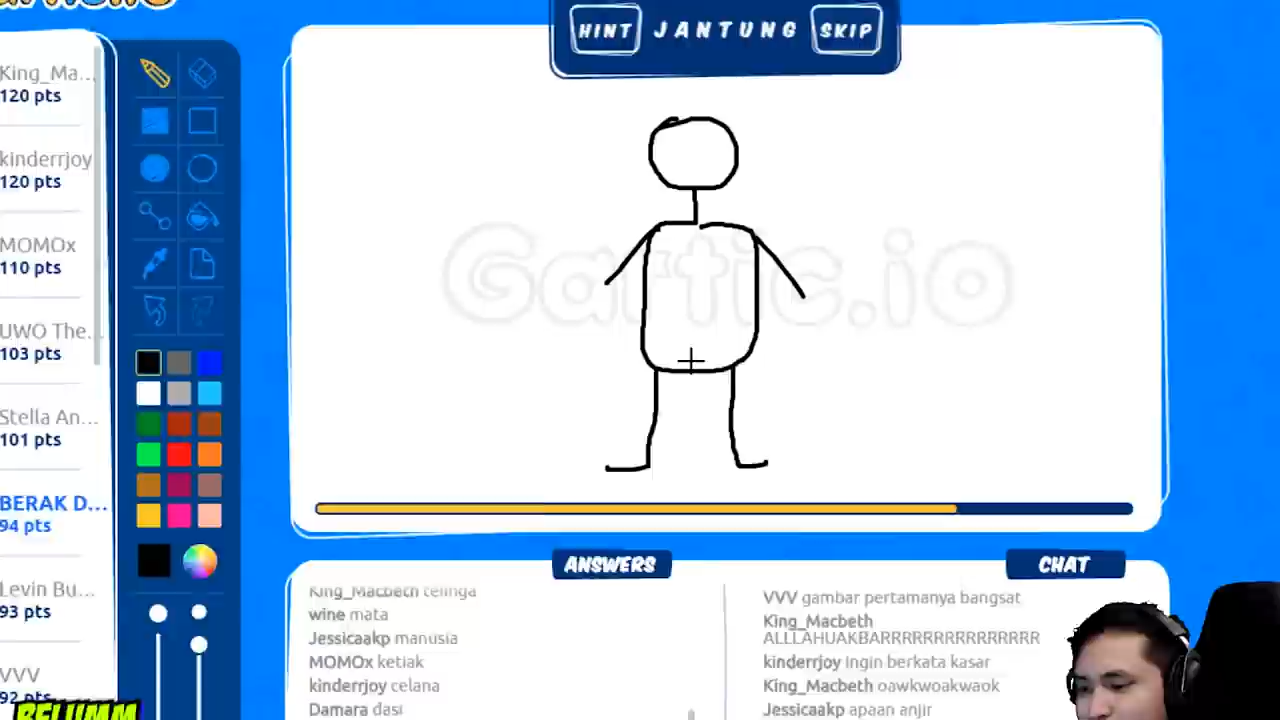 HINT JANTUNG SKIP
King_Ma...
120 pts
kinderrjoy
120 pts
MOMOx
110 pts
UWO The...
103 pts
Stella An...
101 pts
BERAK D...
94 pts
Levin Bu...
93 pts
VVV
92 pts
BELUMM
Gartic.io
ANSWERS
King_Macbeth telinga
wine mata
Jessicaakp manusia
MOMOx ketiak
kinderrjoy celana
Damara dasi
CHAT
VVV gambar pertamanya bangsat
King_Macbeth
ALLLAHUAKBARRRRRRRRRRRRRRRR
kinderrjoy Ingin berkata kasar
King_Macbeth oawkwoakwaok
Jessicaakp apaan anjir